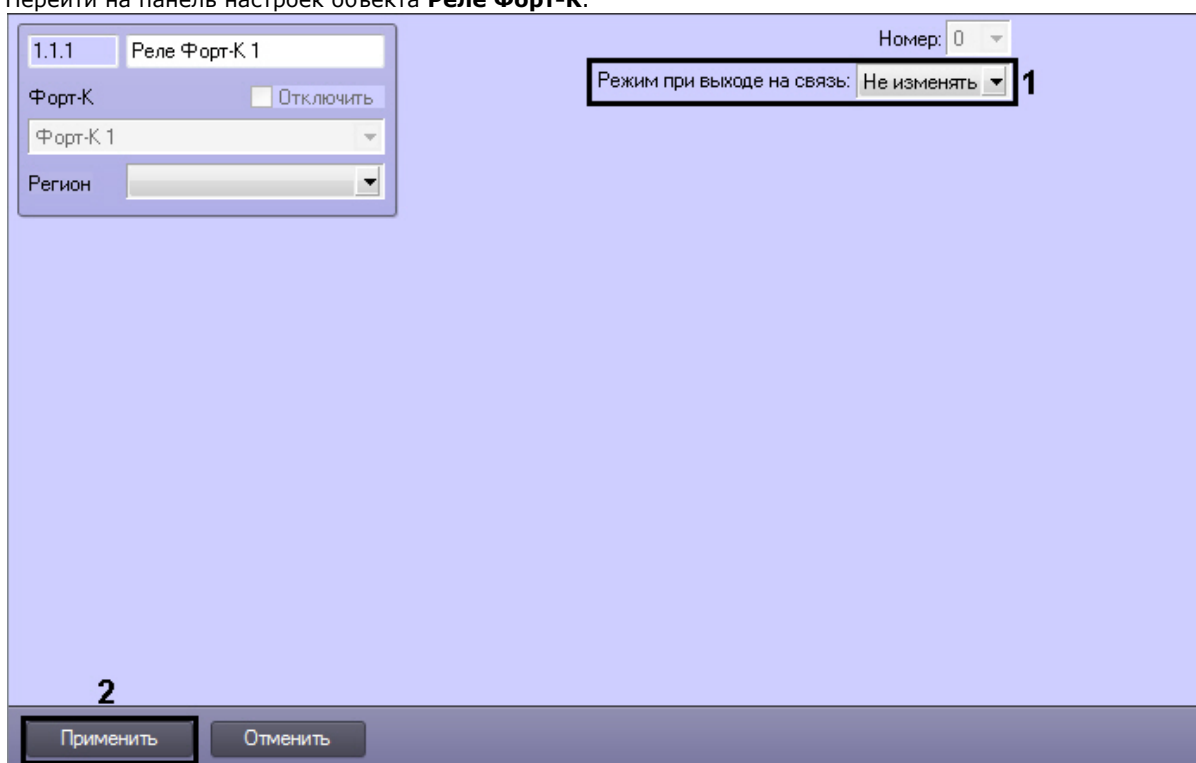 Перейти на панель настроек объекта Реле Форт-К.
1.1.1 Реле Форт-К 1
Номер: 0
Режим при выходе на связь: Не изменять 1
Форт-К Отключить
Форт-К 1
Регион
2
Применить Отменить